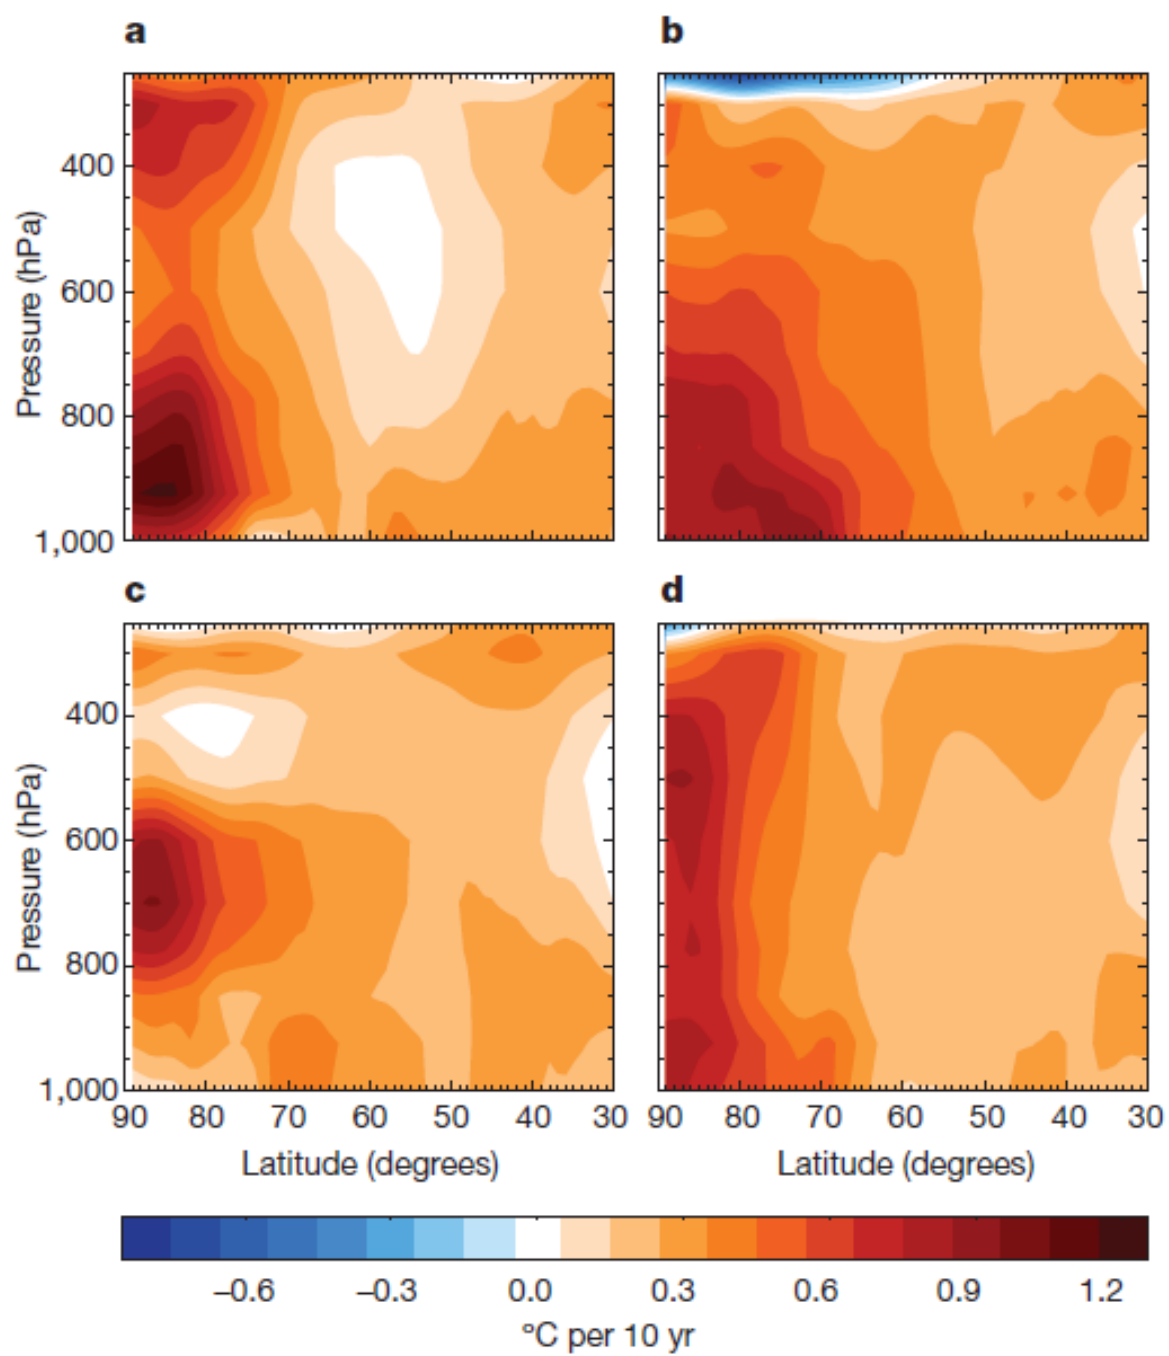 a
b
Pressure (hPa)
400
600
800
1,000
c
d
Pressure (hPa)
400
600
800
1,000
90 80 70 60 50 40 30
90 80 70 60 50 40 30
Latitude (degrees)
Latitude (degrees)
–0.6 –0.3 0.0 0.3 0.6 0.9 1.2
°C per 10 yr